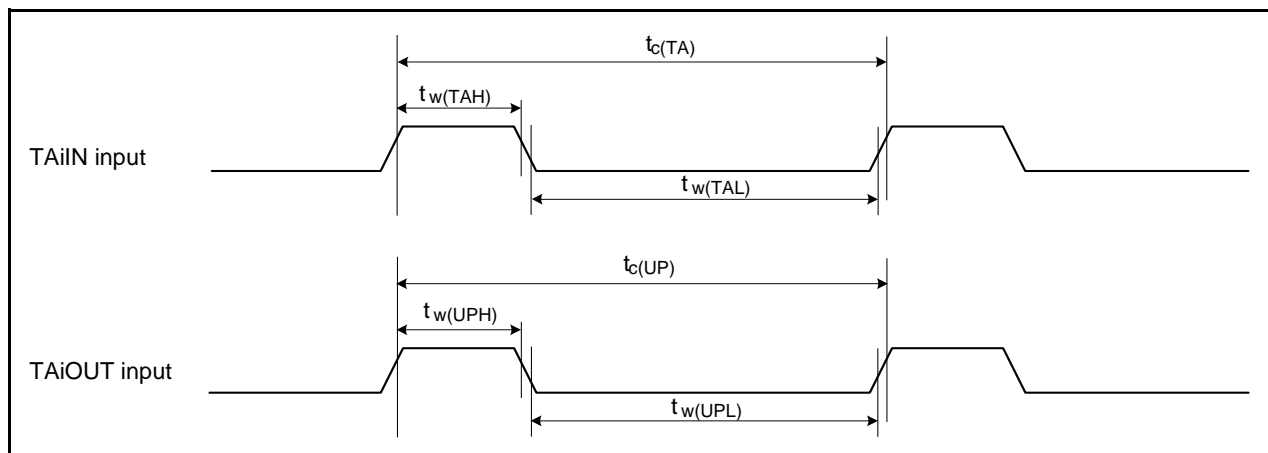 tc(TA)
tw(TAH)
TAiIN input
tw(TAL)
tc(UP)
tw(UPH)
TAiOUT input
tw(UPL)